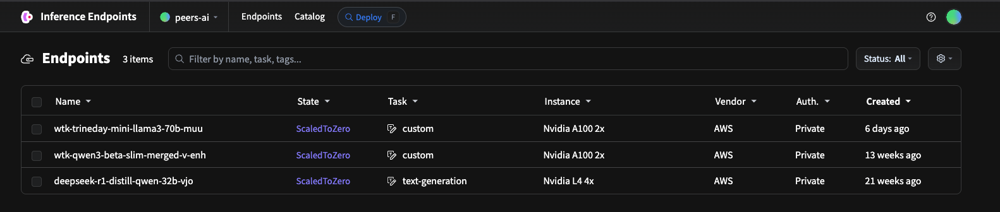 Inference Endpoints peers-ai Endpoints Catalog Deploy F
Endpoints 3 items Filter by name, task, tags... Status: All
Name State Task Instance Vendor Auth. Created
wtk-trineday-mini-llama3-70b-muu ScaledToZero custom Nvidia A100 2x AWS Private 6 days ago
wtk-qwen3-beta-slim-merged-v-enh ScaledToZero custom Nvidia A100 2x AWS Private 13 weeks ago
deepseek-r1-distill-qwen-32b-vjo ScaledToZero text-generation Nvidia L4 4x AWS Private 21 weeks ago